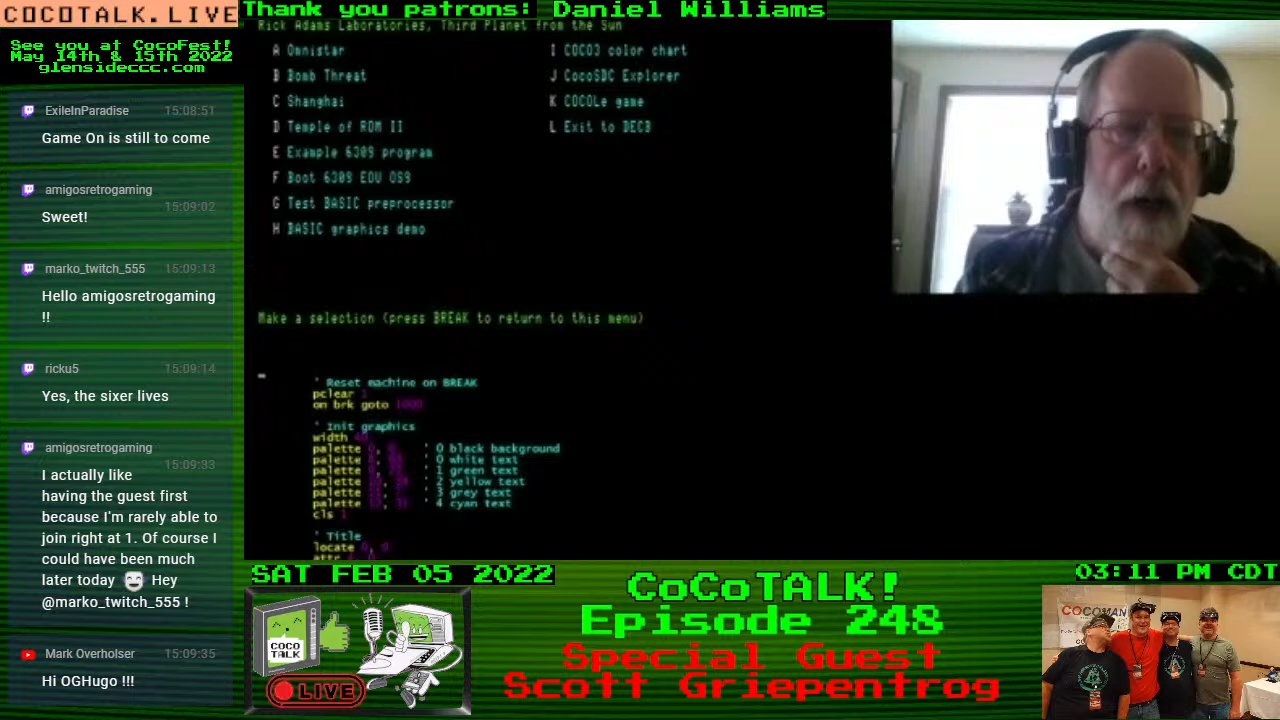 COCOTALK.LIVE
Thank you patrons: Daniel Williams
See you at CocoFest!
May 14th & 15th 2022
glensideccc.com
ExileInParadise 15:08:51
Game On is still to come
amigosretrogaming
15:09:02
Sweet!
marko_twitch_555 15:09:13
Hello amigosretrogaming
!!
ricku5 15:09:14
Yes, the sixer lives
amigosretrogaming
15:09:33
I actually like
having the guest first
because I'm rarely able to
join right at 1. Of course I
could have been much
later today Hey
@marko_twitch_555 !
Mark Overholser 15:09:35
Hi OGHugo !!!
Rick Adams Laboratories, Third Planet from the Sun
A Omnistar
B Bomb Threat
C Shanghai
D Temple of ROM II
E Example 6309 program
F Boot 6309 EOU OS9
G Test BASIC preprocessor
H BASIC graphics demo
I COCO3 color chart
J CocoSDC Explorer
K COCOLe game
L Exit to DECB
Make a selection (press BREAK to return to this menu)
' Reset machine on BREAK
pclear 1
on brk goto 1000
' Init graphics
width
palette ' 0 black background
palette ' 0 white text
palette ' 1 green text
palette ' 2 yellow text
palette ' 3 grey text
palette ' 4 cyan text
cls 1
' Title
locate 0, 0
SAT FEB 05 2022
CoCoTALK!
03:11 PM CDT
Episode 248
Special Guest
Scott Griepentrog
COCO
TALK
LIVE
COCOMAN